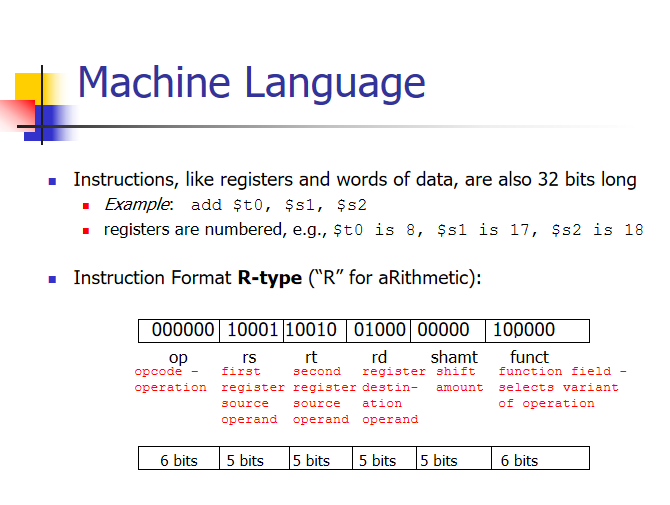 Machine Language
Instructions, like registers and words of data, are also 32 bits long
Example: add $t0, $s1, $s2
registers are numbered, e.g., $t0 is 8, $s1 is 17, $s2 is 18
Instruction Format R-type (“R” for aRithmetic):
000000 10001 10010 01000 00000 100000
op rs rt rd shamt funct
opcode - first second register shift function field -
operation register register destin- amount selects variant
source source ation of operation
operand operand operand
6 bits 5 bits 5 bits 5 bits 5 bits 6 bits